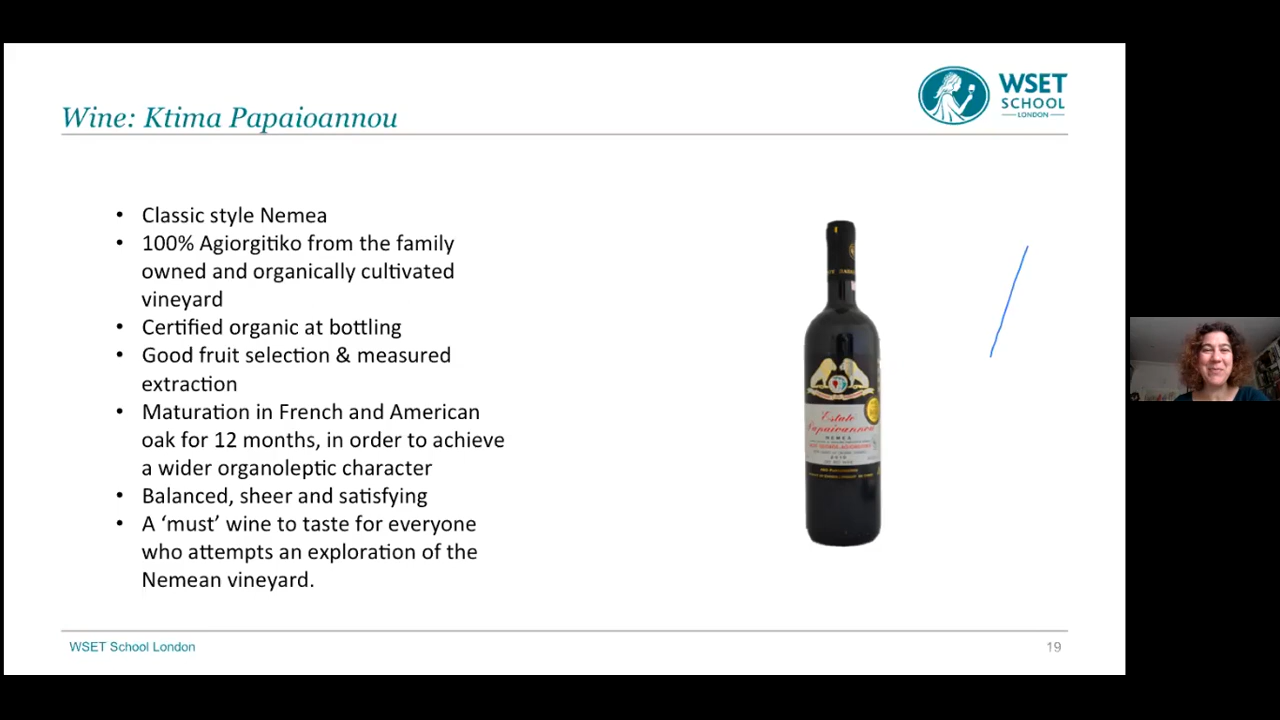 Wine: Ktima Papaioannou
WSET
SCHOOL
LONDON
• Classic style Nemea
• 100% Agiorgitiko from the family
owned and organically cultivated
vineyard
• Certified organic at bottling
• Good fruit selection & measured
extraction
• Maturation in French and American
oak for 12 months, in order to achieve
a wider organoleptic character
• Balanced, sheer and satisfying
• A ‘must’ wine to taste for everyone
who attempts an exploration of the
Nemean vineyard.
Estate
Papaioannou
NEMEA
WSET School London
19